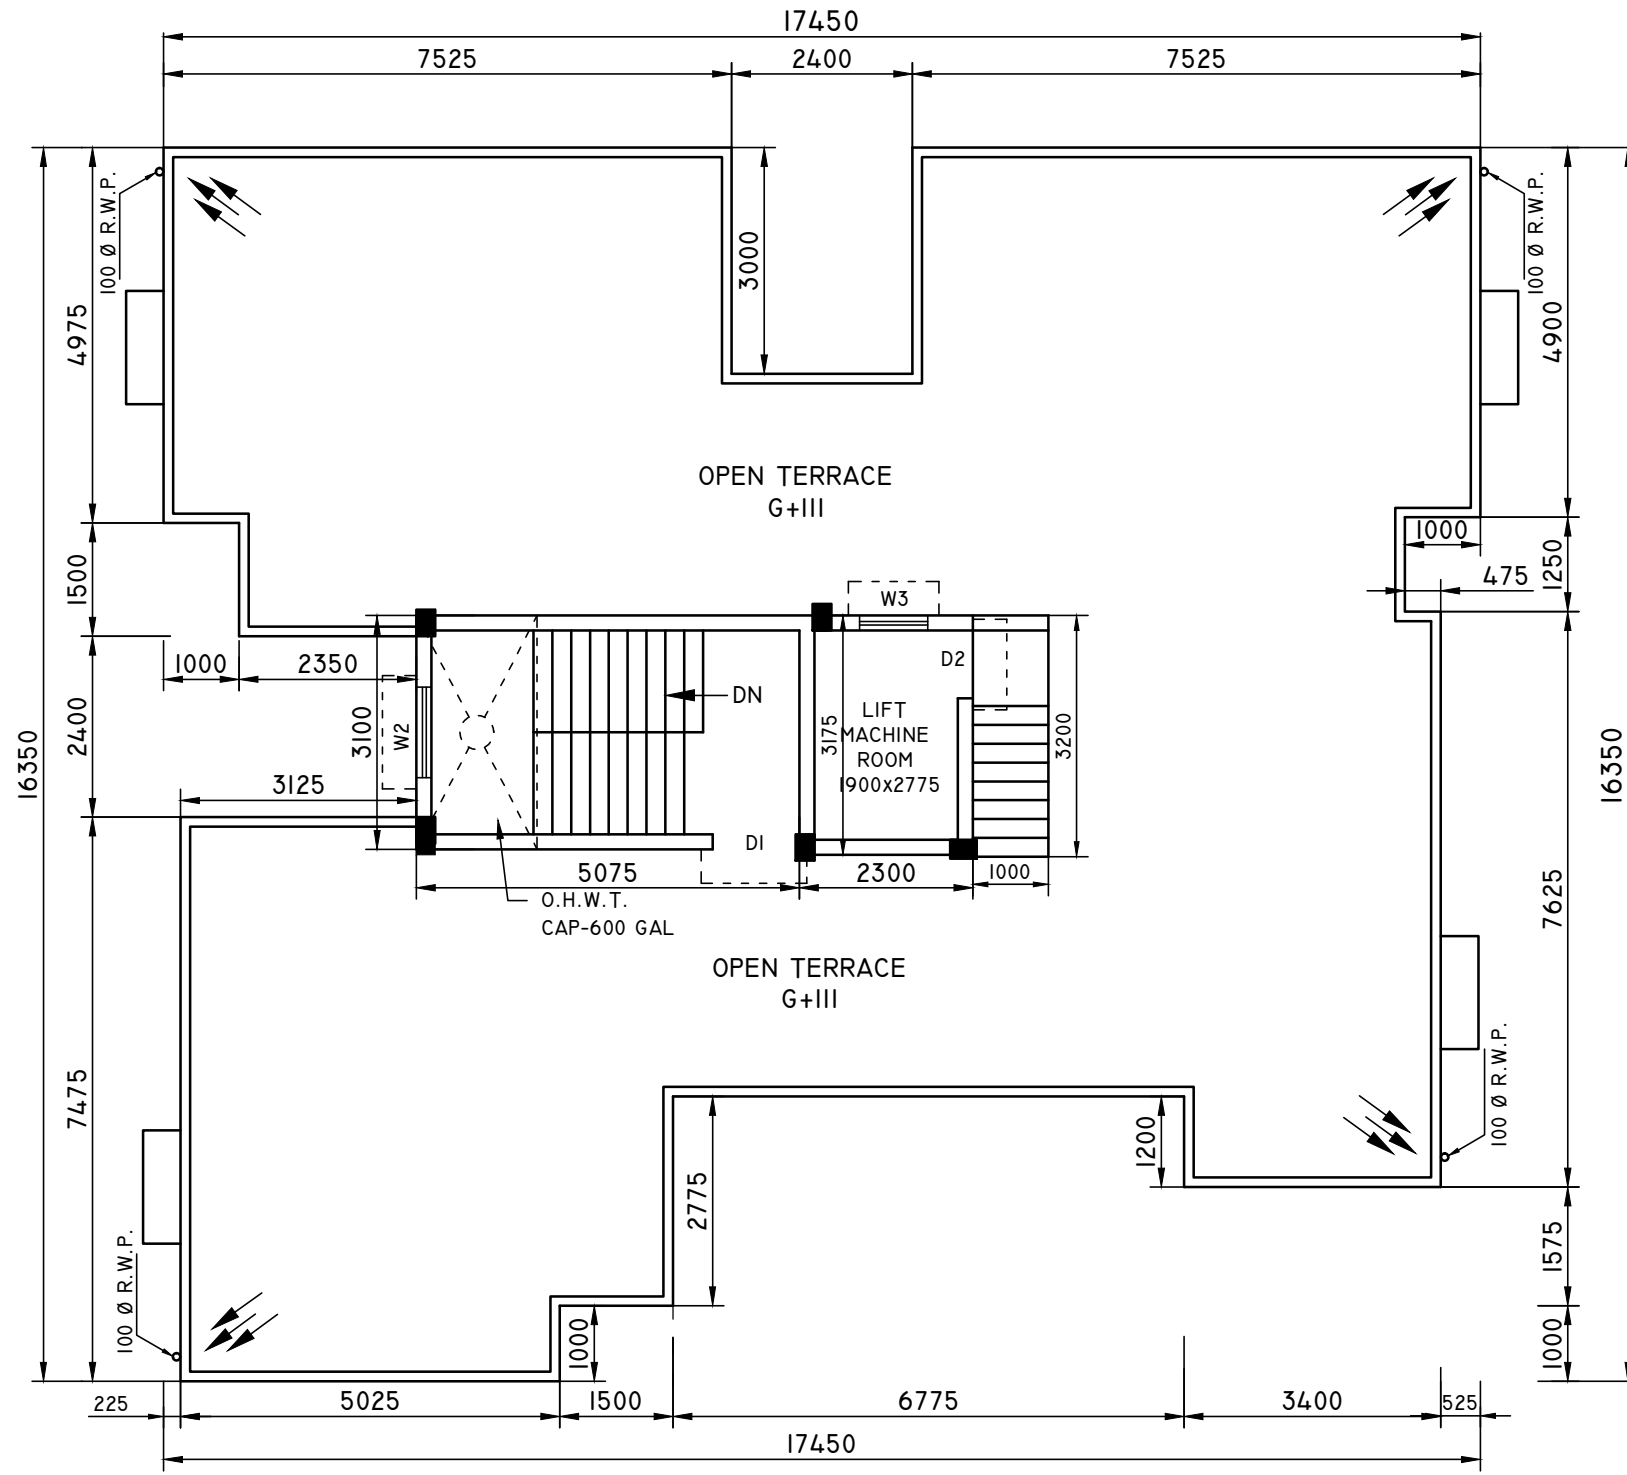 17450
7525
2400
7525
100 Ø R.W.P.
100 Ø R.W.P.
3000
4975
4900
OPEN TERRACE
G+III
1000
1500
1250
475
W3
1000
2350
D2
DN
2400
3100
W2
LIFT
MACHINE
ROOM
1900x2775
3175
3200
16350
16350
3125
D1
5075
2300
1000
O.H.W.T.
CAP-600 GAL
7625
OPEN TERRACE
G+III
7475
100 Ø R.W.P.
1200
2775
1575
100 Ø R.W.P.
1000
1000
225
5025
1500
6775
3400
525
17450